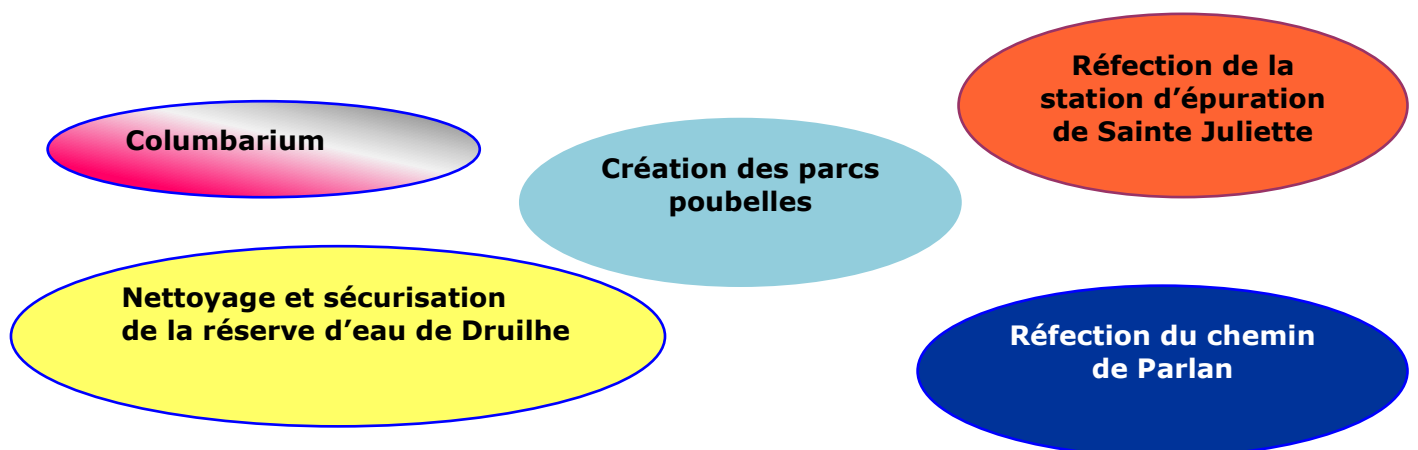 Columbarium
Création des parcs
poubelles
Réfection de la
station d’épuration
de Sainte Juliette
Nettoyage et sécurisation
de la réserve d’eau de Druilhe
Réfection du chemin
de Parlan